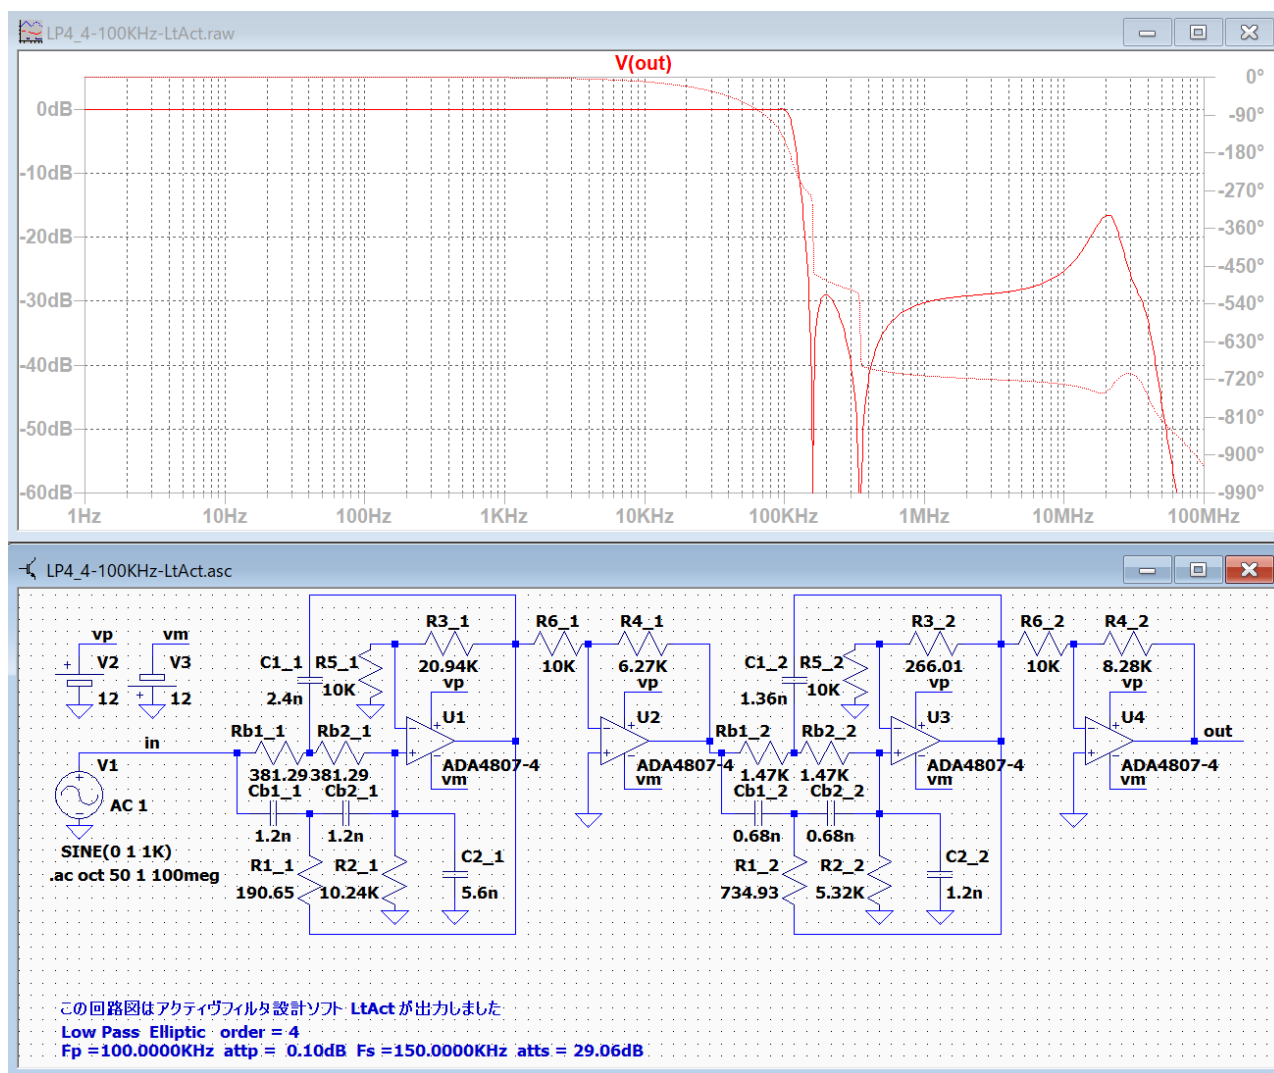 LP4_4-100KHz-LtAct.raw
V(out)
0dB
-10dB
-20dB
-30dB
-40dB
-50dB
-60dB
0°
-90°
-180°
-270°
-360°
-450°
-540°
-630°
-720°
-810°
-900°
-990°
1Hz 10Hz 100Hz 1KHz 10KHz 100KHz 1MHz 10MHz 100MHz
LP4_4-100KHz-LtAct.asc
vp vm
V2 V3
12 12
in
V1
AC 1
SINE(0 1 1K)
.ac oct 50 1 100meg
R3_1 R6_1 R4_1
20.94K 10K 6.27K
C1_1 R5_1
2.4n 10K
vp vp
U1 U2
Rb1_1 Rb2_1
381.29 381.29
ADA4807-4 ADA4807-4
vm vm
Cb1_1 Cb2_1
1.2n 1.2n
R1_1 R2_1 C2_1
190.65 10.24K 5.6n
R3_2 R6_2 R4_2
266.01 10K 8.28K
C1_2 R5_2
1.36n 10K
vp vp
U3 U4
Rb1_2 Rb2_2
out
1.47K 1.47K
ADA4807-4 ADA4807-4
vm vm
Cb1_2 Cb2_2
0.68n 0.68n
R1_2 R2_2 C2_2
734.93 5.32K 1.2n
この回路図はアクティヴフィルタ設計ソフト LtAct が出力しました
Low Pass Elliptic order = 4
Fp =100.0000KHz attp = 0.10dB Fs =150.0000KHz atts = 29.06dB